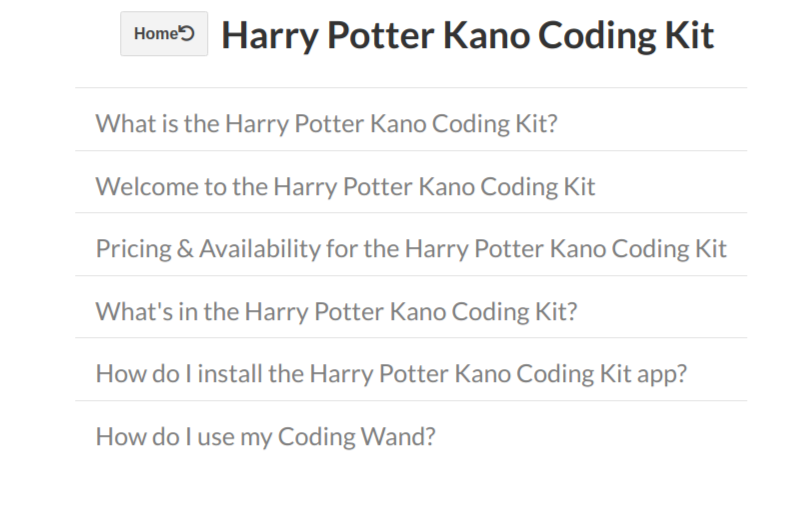 Home Harry Potter Kano Coding Kit
What is the Harry Potter Kano Coding Kit?
Welcome to the Harry Potter Kano Coding Kit
Pricing & Availability for the Harry Potter Kano Coding Kit
What's in the Harry Potter Kano Coding Kit?
How do I install the Harry Potter Kano Coding Kit app?
How do I use my Coding Wand?